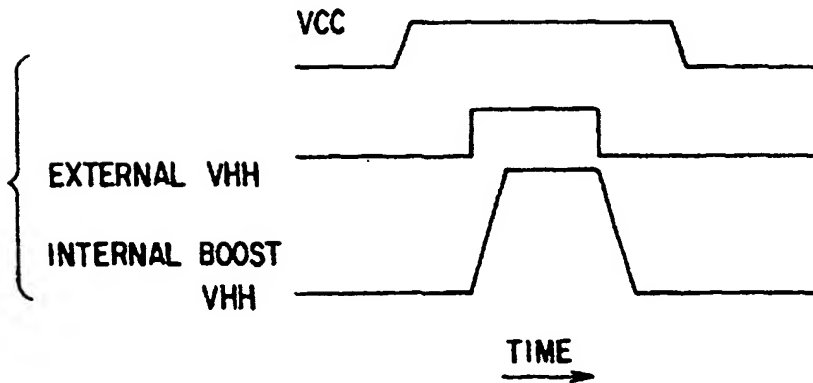 VCC
EXTERNAL VHH
INTERNAL BOOST
VHH
TIME